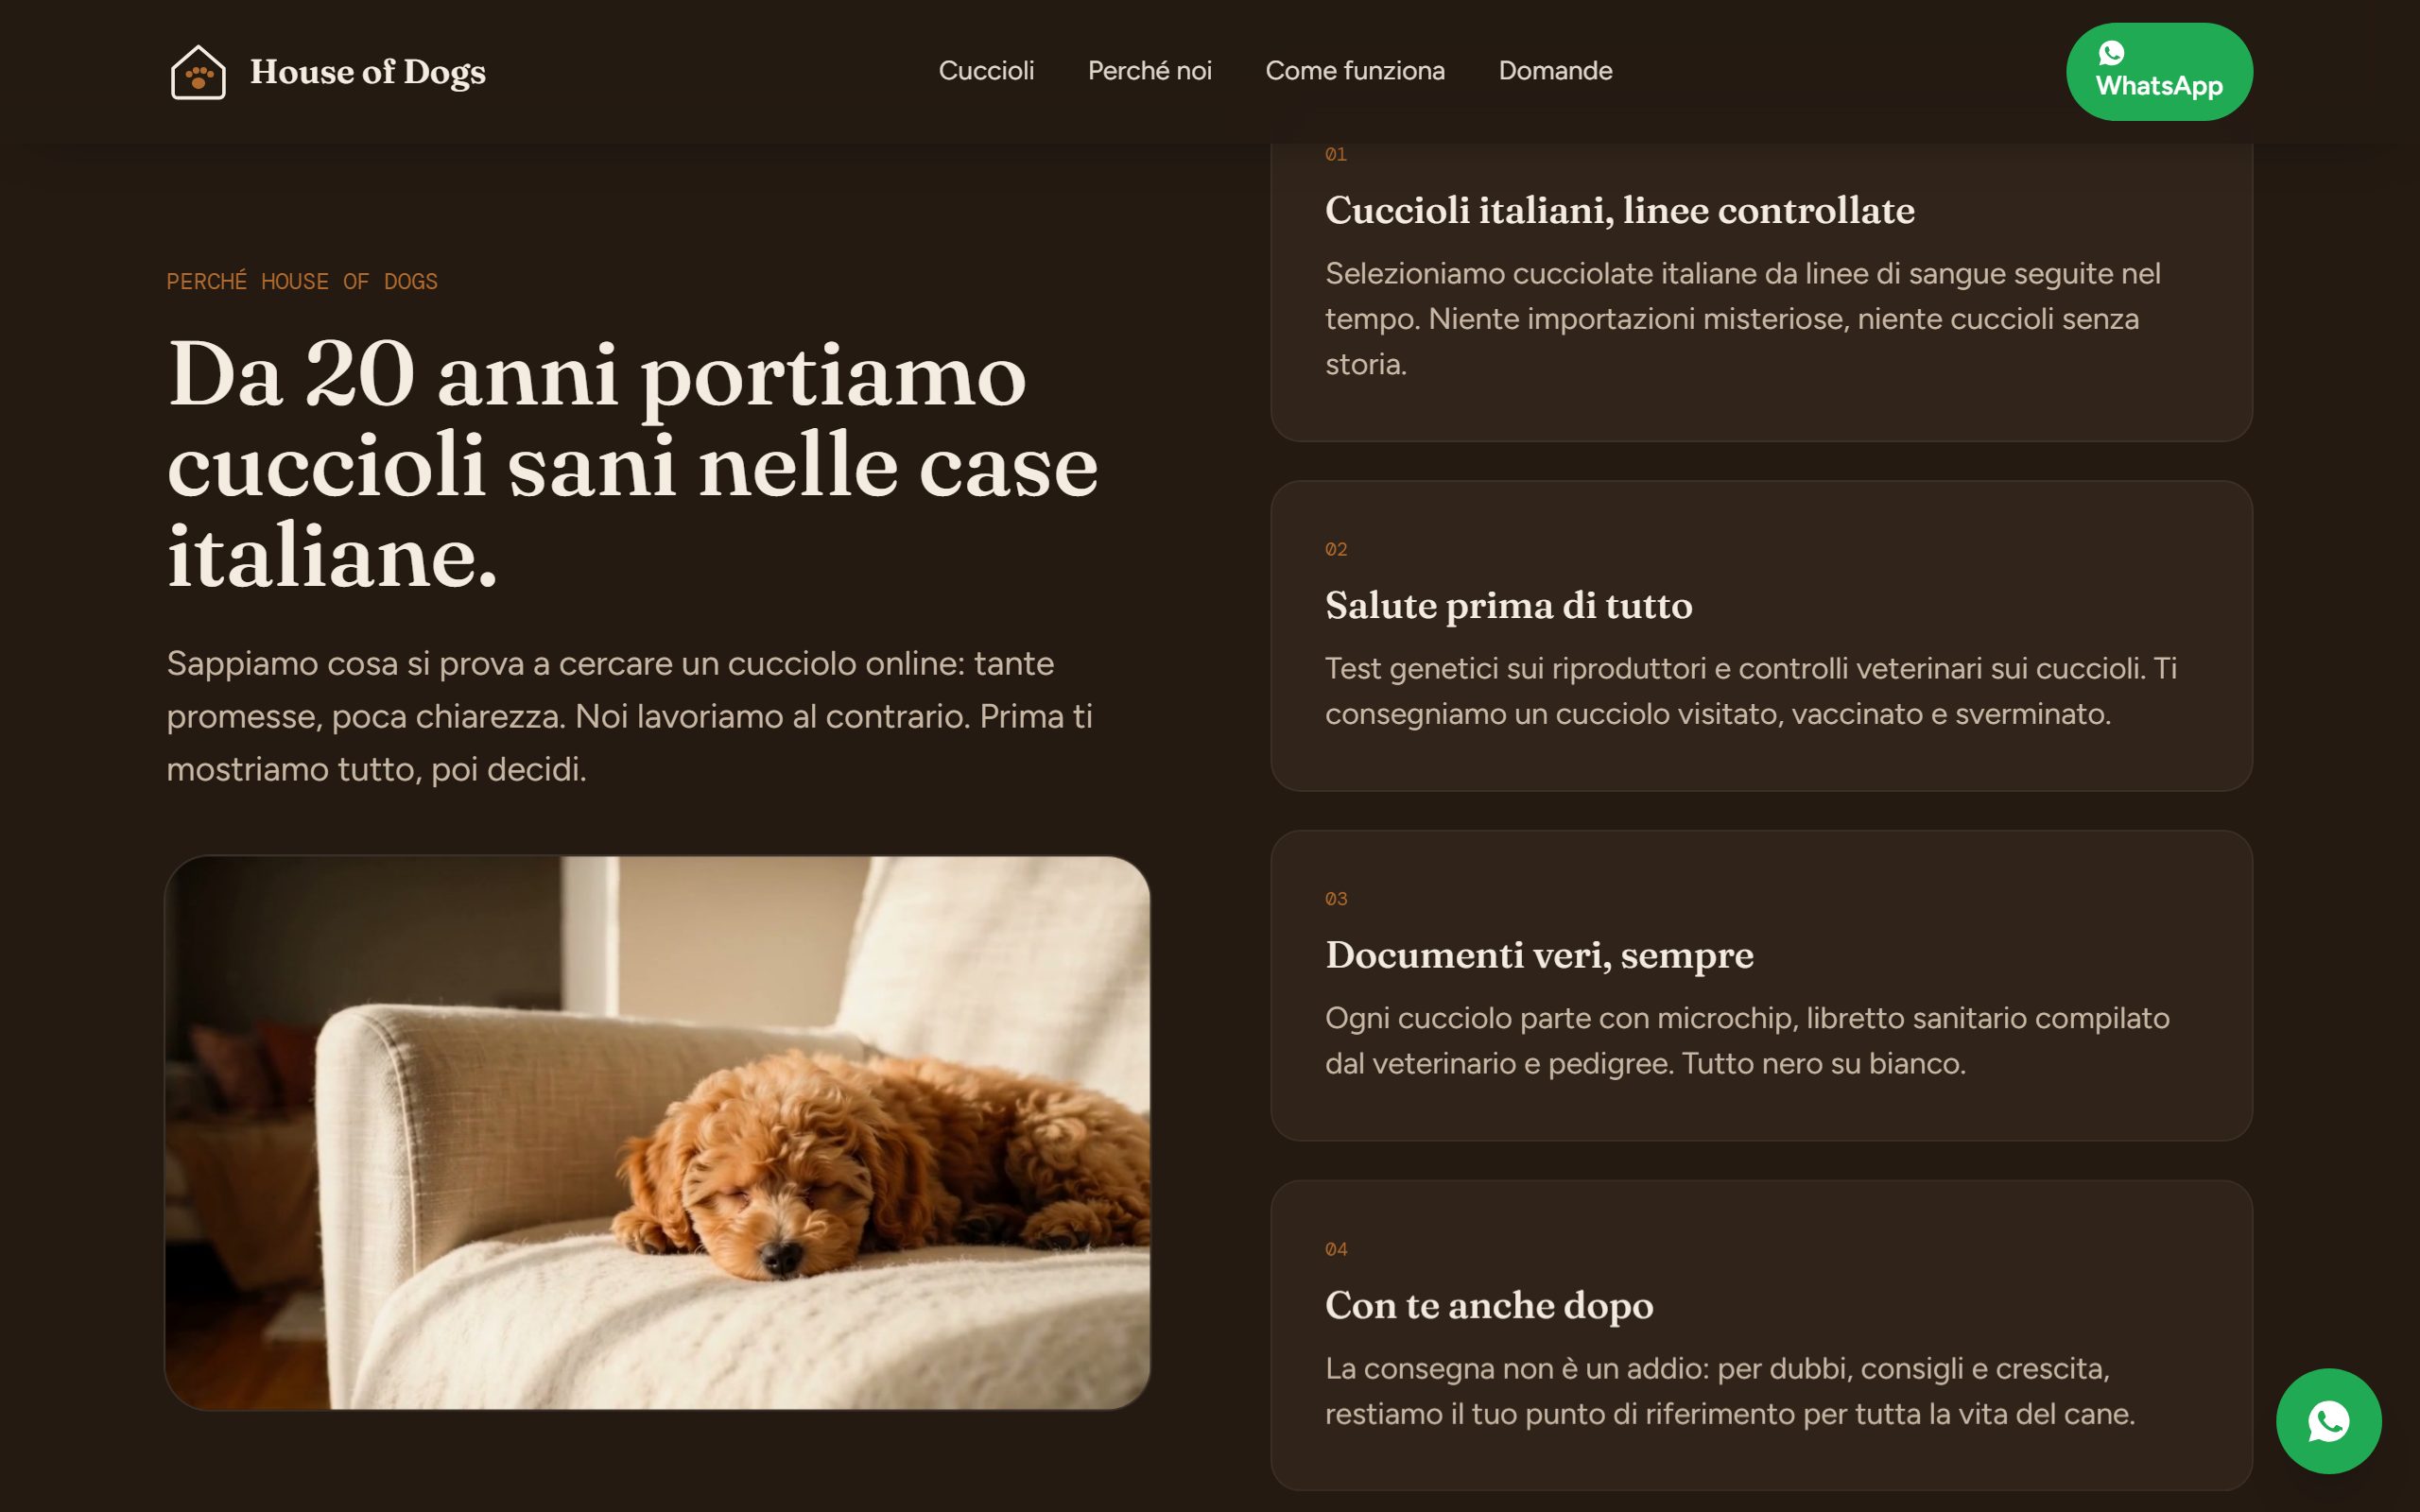 House of Dogs
Cuccioli
Perché noi
Come funziona
Domande
WhatsApp
PERCHÉ HOUSE OF DOGS
Da 20 anni portiamo
cuccioli sani nelle case
italiane.
Sappiamo cosa si prova a cercare un cucciolo online: tante
promesse, poca chiarezza. Noi lavoriamo al contrario. Prima ti
mostriamo tutto, poi decidi.
01
Cuccioli italiani, linee controllate
Selezioniamo cucciolate italiane da linee di sangue seguite nel
tempo. Niente importazioni misteriose, niente cuccioli senza
storia.
02
Salute prima di tutto
Test genetici sui riproduttori e controlli veterinari sui cuccioli. Ti
consegniamo un cucciolo visitato, vaccinato e sverminato.
03
Documenti veri, sempre
Ogni cucciolo parte con microchip, libretto sanitario compilato
dal veterinario e pedigree. Tutto nero su bianco.
04
Con te anche dopo
La consegna non è un addio: per dubbi, consigli e crescita,
restiamo il tuo punto di riferimento per tutta la vita del cane.